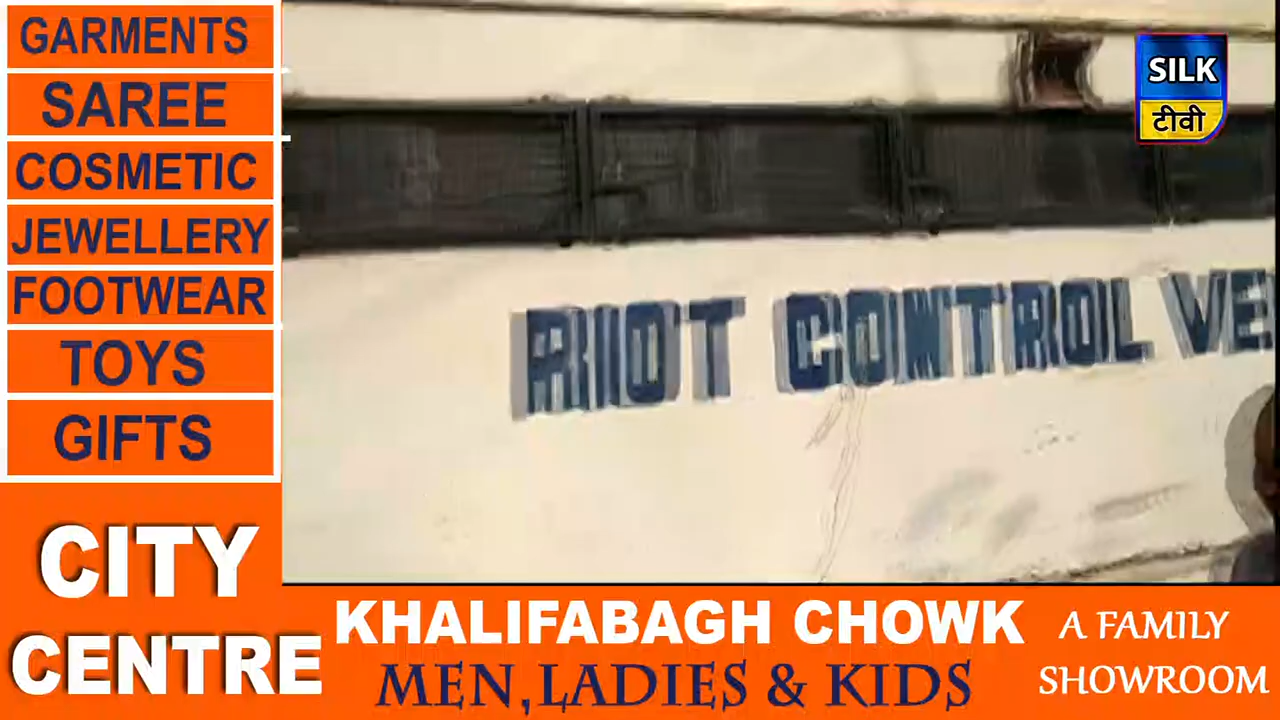 GARMENTS
SAREE
COSMETIC
JEWELLERY
FOOTWEAR
TOYS
GIFTS
CITY
CENTRE
SILK
टीवी
RIOT CONTROL VE
KHALIFABAGH CHOWK
MEN,LADIES & KIDS
A FAMILY
SHOWROOM